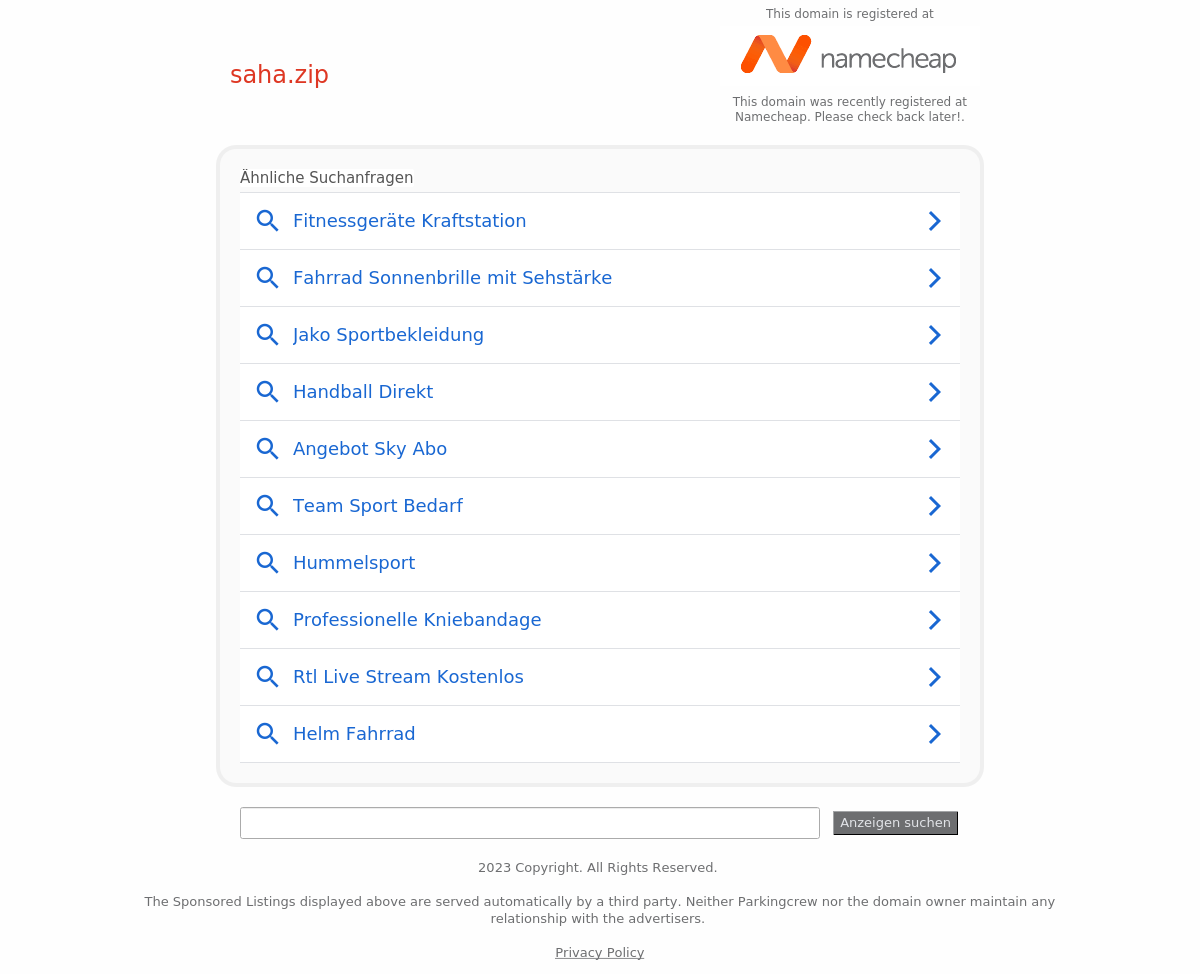 This domain is registered at
namecheap
saha.zip
This domain was recently registered at
Namecheap. Please check back later!.
Ähnliche Suchanfragen
Fitnessgeräte Kraftstation
Fahrrad Sonnenbrille mit Sehstärke
Jako Sportbekleidung
Handball Direkt
Angebot Sky Abo
Team Sport Bedarf
Hummelsport
Professionelle Kniebandage
Rtl Live Stream Kostenlos
Helm Fahrrad
Anzeigen suchen
2023 Copyright. All Rights Reserved.
The Sponsored Listings displayed above are served automatically by a third party. Neither Parkingcrew nor the domain owner maintain any
relationship with the advertisers.
Privacy Policy